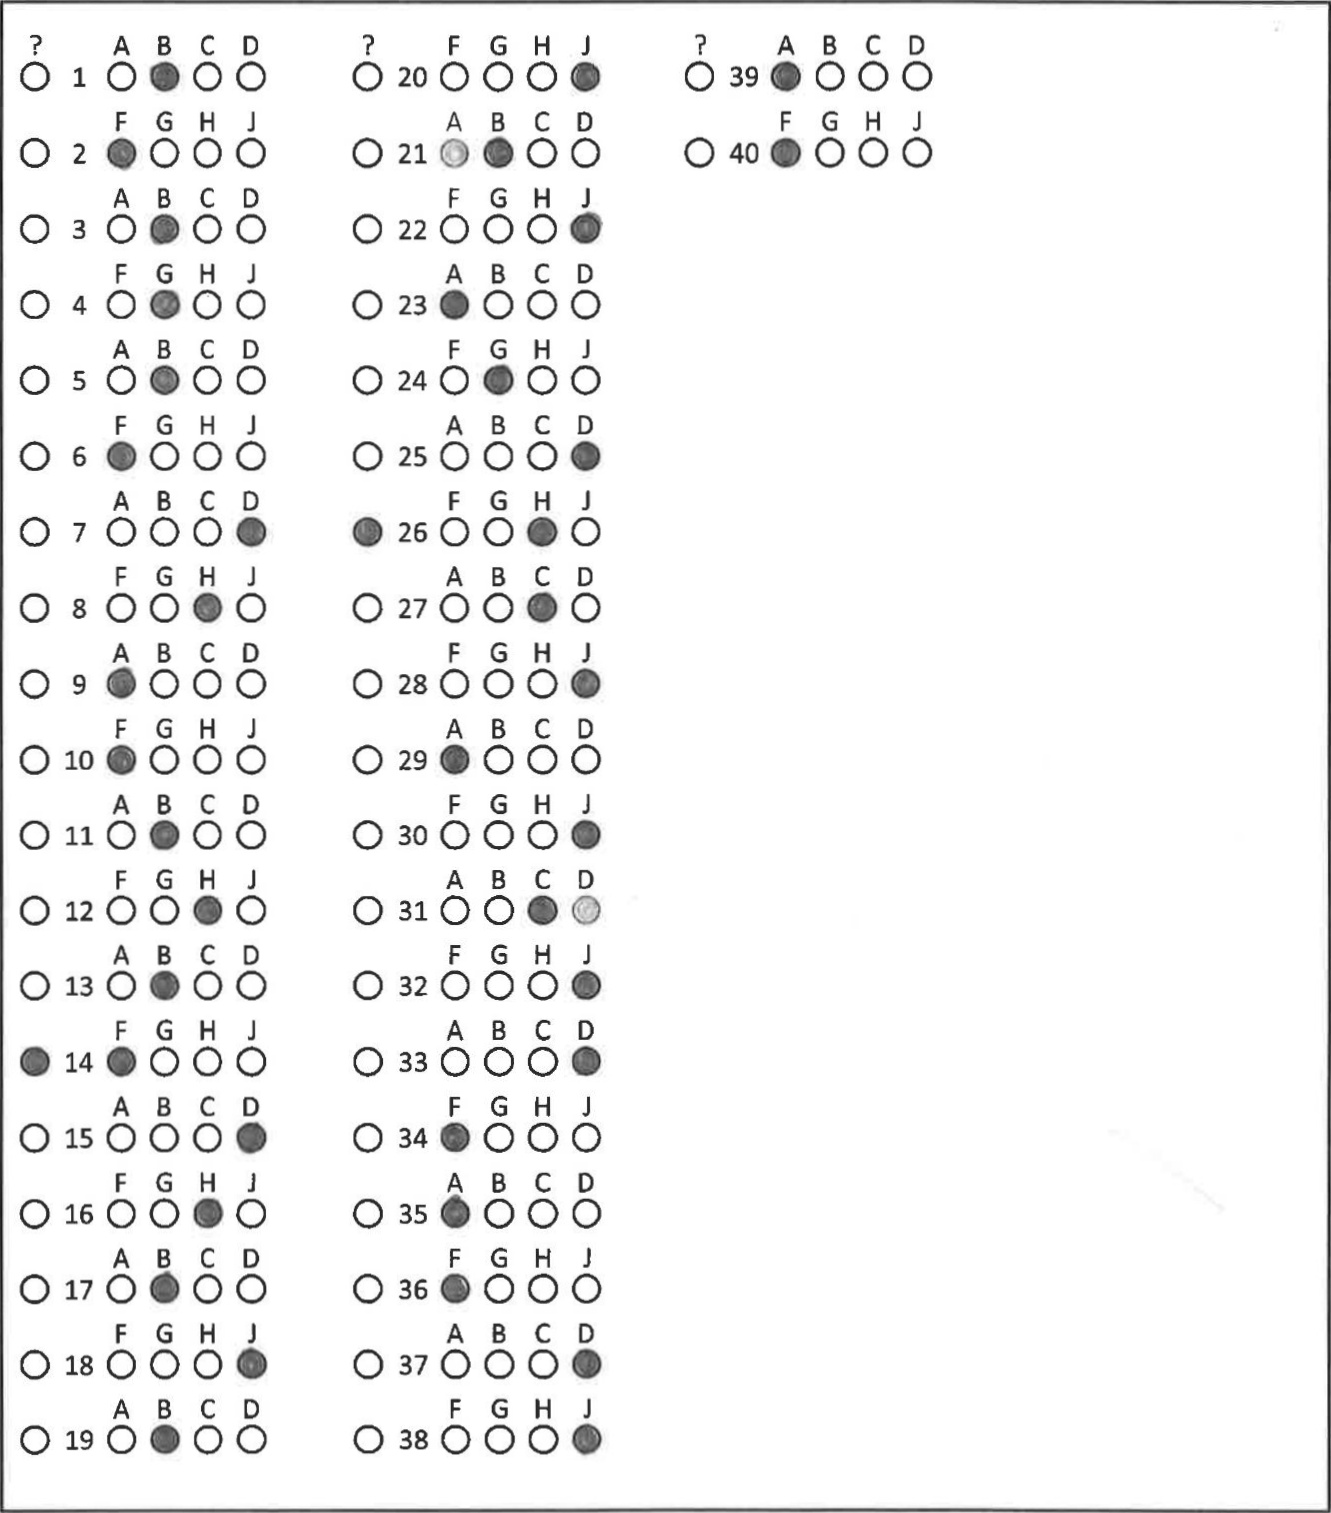 ? A B C D
1
F G H J
2
A B C D
3
F G H J
4
A B C D
5
F G H J
6
A B C D
7
F G H J
8
A B C D
9
F G H J
10
A B C D
11
F G H J
12
A B C D
13
F G H J
14
A B C D
15
F G H J
16
A B C D
17
F G H J
18
A B C D
19
? F G H J
20
A B C D
21
F G H J
22
A B C D
23
F G H J
24
A B C D
25
F G H J
26
A B C D
27
F G H J
28
A B C D
29
F G H J
30
A B C D
31
F G H J
32
A B C D
33
F G H J
34
A B C D
35
F G H J
36
A B C D
37
F G H J
38
? A B C D
39
F G H J
40